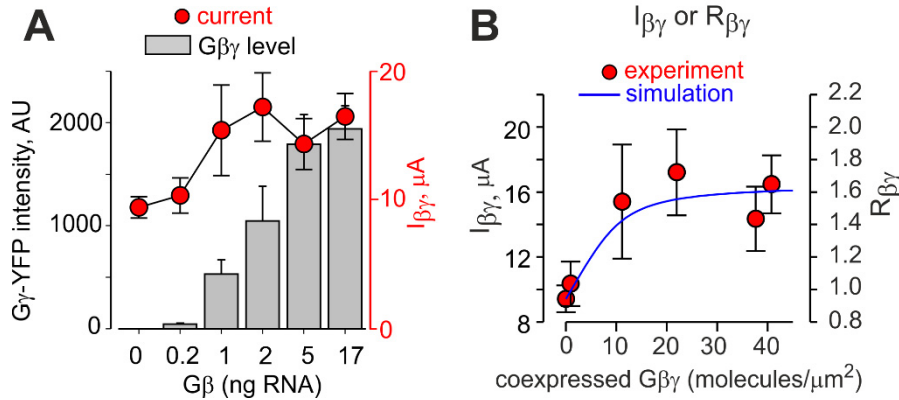 A
current
Gβγ level
Gγ-YFP intensity, AU
2000
1000
0
20
10
0
Iβγ, μA
0 0.2 1 2 5 17
Gβ (ng RNA)
B
Iβγ or Rβγ
experiment
simulation
Iβγ, μA
20
16
12
8
2.2
2.0
1.8
1.6
1.4
1.2
1.0
0.8
Rβγ
0 10 20 30 40
coexpressed Gβγ (molecules/μm²)